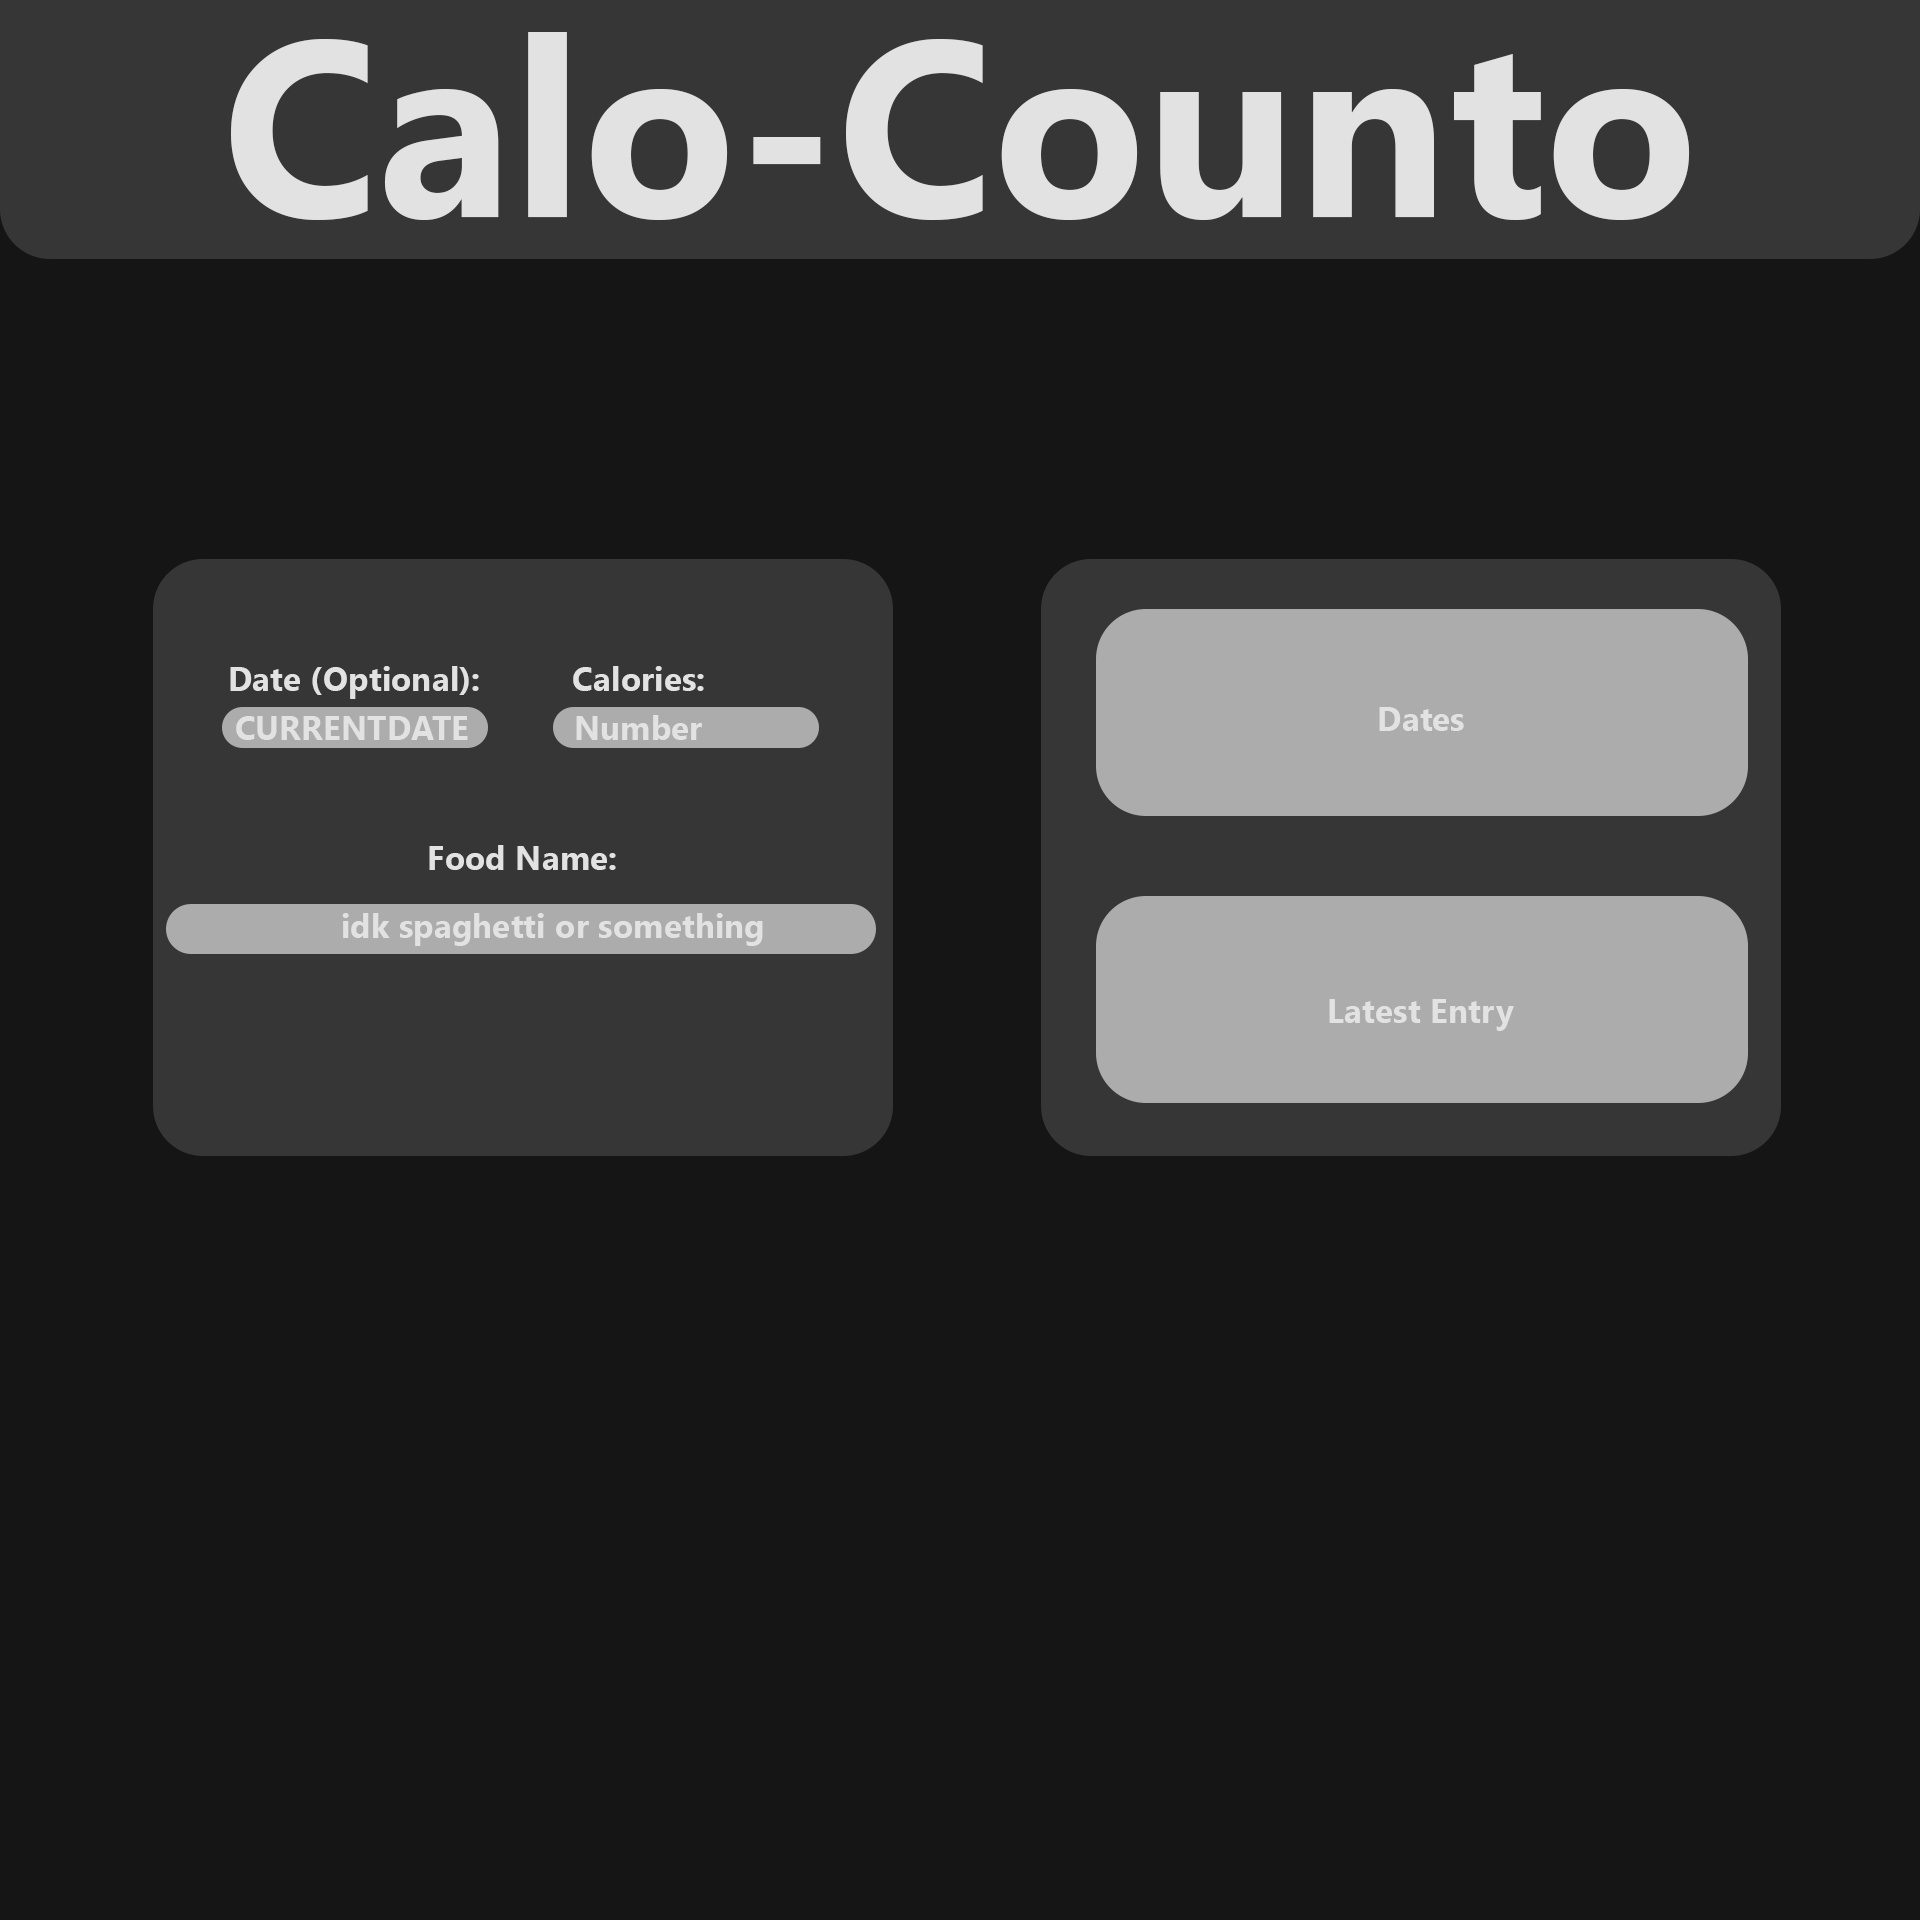 Calo-Counto
Date (Optional):
CURRENTDATE
Calories:
Number
Food Name:
idk spaghetti or something
Dates
Latest Entry